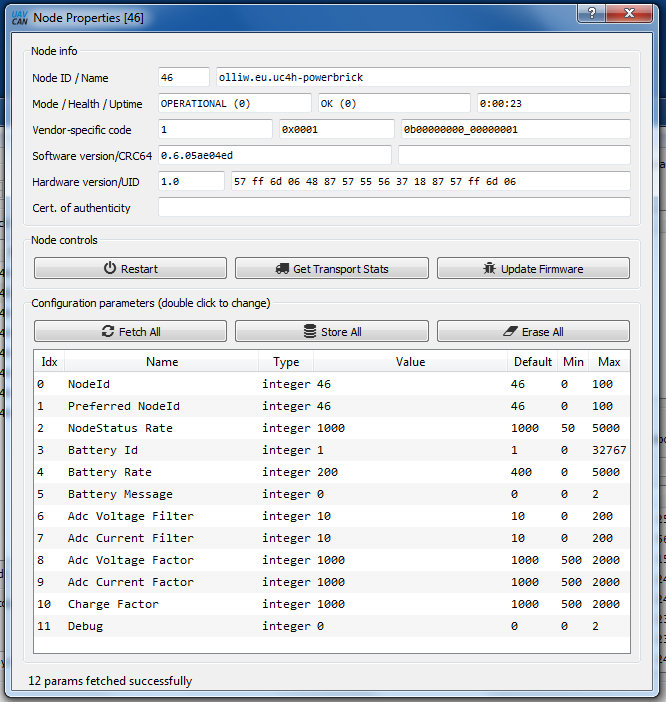 UAV CAN Node Properties [46]
Node info
Node ID / Name 46 olliw.eu.uc4h-powerbrick
Mode / Health / Uptime OPERATIONAL (0) OK (0) 0:00:23
Vendor-specific code 1 0x0001 0b00000000_00000001
Software version/CRC64 0.6.05ae04ed
Hardware version/UID 1.0 57 ff 6d 06 48 87 57 55 56 37 18 87 57 ff 6d 06
Cert. of authenticity
Node controls
Restart Get Transport Stats Update Firmware
Configuration parameters (double click to change)
Fetch All Store All Erase All
Idx Name Type Value Default Min Max
0 NodeId integer 46 46 0 100
1 Preferred NodeId integer 46 46 0 100
2 NodeStatus Rate integer 1000 1000 50 5000
3 Battery Id integer 1 1 0 32767
4 Battery Rate integer 200 400 0 5000
5 Battery Message integer 0 0 0 2
6 Adc Voltage Filter integer 10 10 0 200
7 Adc Current Filter integer 10 10 0 200
8 Adc Voltage Factor integer 1000 1000 500 2000
9 Adc Current Factor integer 1000 1000 500 2000
10 Charge Factor integer 1000 1000 500 2000
11 Debug integer 0 0 0 2
12 params fetched successfully